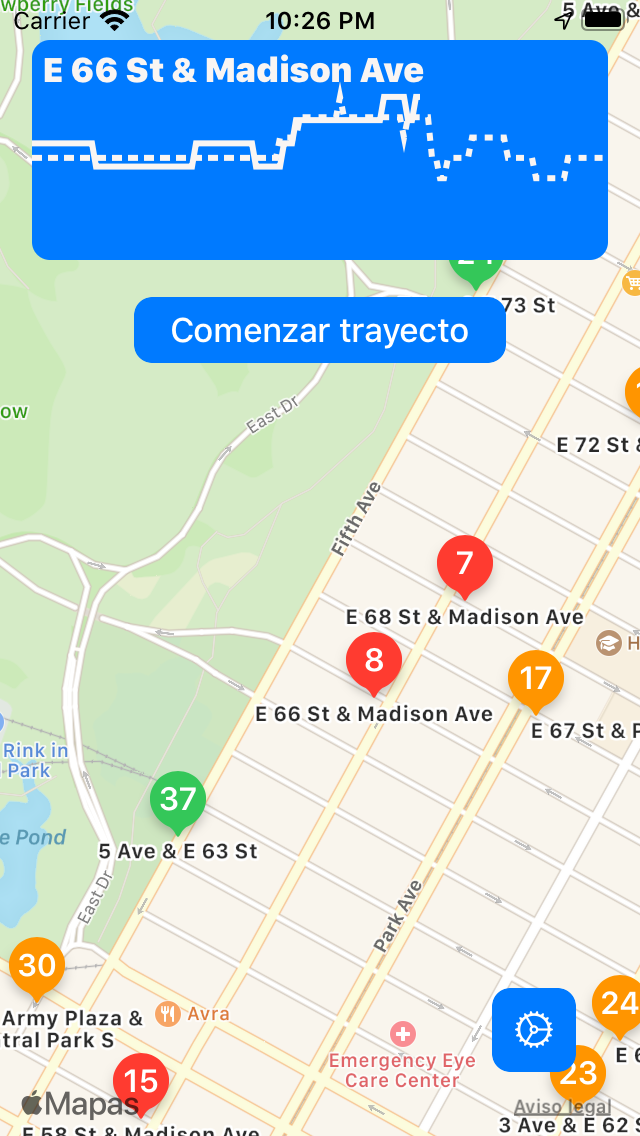 wberry Fields
5 Ave &
Carrier
10:26 PM
E 66 St & Madison Ave
73 St
Comenzar trayecto
ow
East Dr
E 72 St &
Fifth Ave
7
E 68 St & Madison Ave
8
17
H
E 66 St & Madison Ave
E 67 St & P
Rink in
Park
37
e Pond
5 Ave & E 63 St
East Dr
Park Ave
30
24
Army Plaza &
tral Park S
Avra
E 6
Emergency Eye
Care Center
15
23
Mapas
Aviso legal
3 Ave & E 62 S
E 58 St & Madison Ave